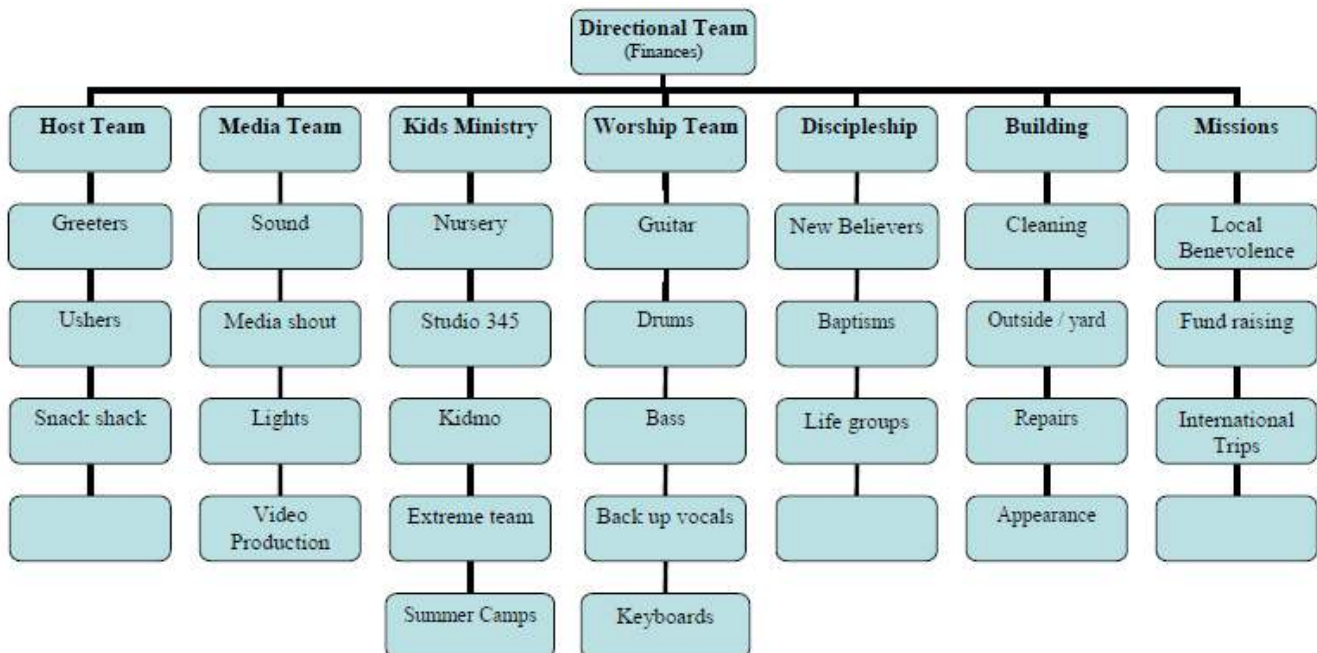 Directional Team
(Finances)
Host Team
Media Team
Kids Ministry
Worship Team
Discipleship
Building
Missions
Greeters
Sound
Nursery
Guitar
New Believers
Cleaning
Local
Benevolence
Ushers
Media shout
Studio 345
Drums
Baptisms
Outside / yard
Fund raising
Snack shack
Lights
Kidmo
Bass
Life groups
Repairs
International
Trips
Video
Production
Extreme team
Back up vocals
Appearance
Summer Camps
Keyboards